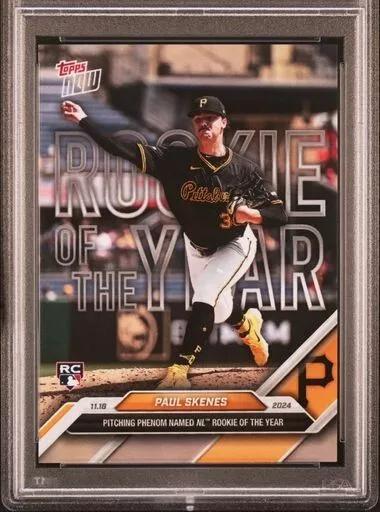 topps
NOW
P
ROOKIE
OF
THE YEAR
RC
11.18 PAUL SKENES 2024
PITCHING PHENOM NAMED NL™ ROOKIE OF THE YEAR
P